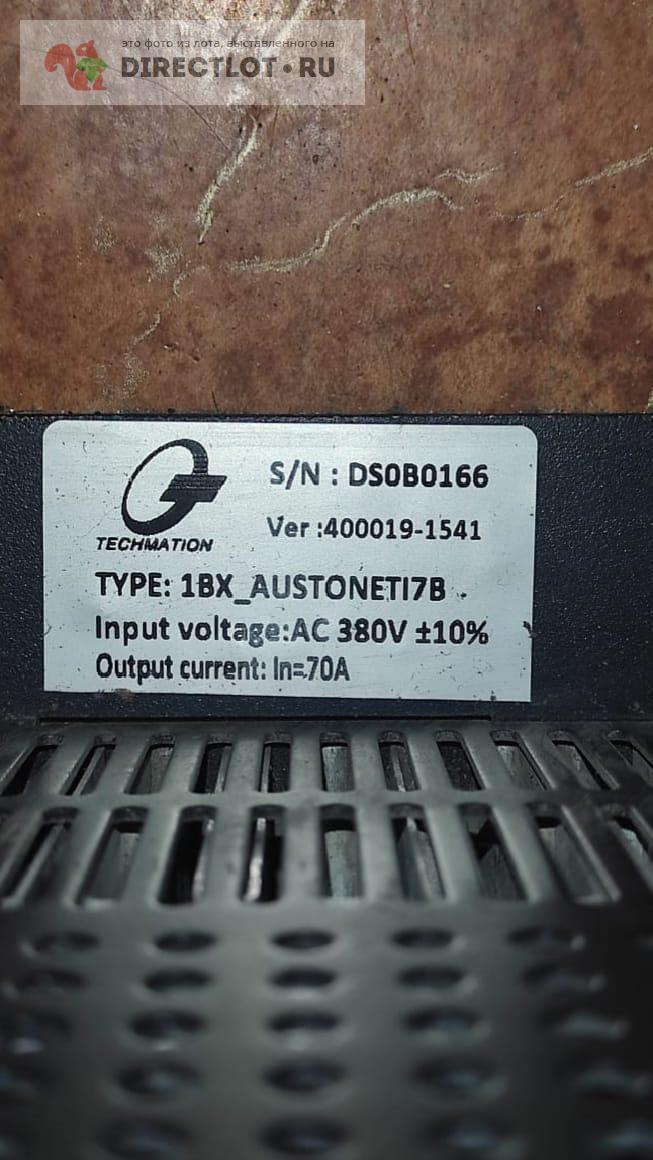 это фото из лота, выставленного на
DIRECTLOT.RU
S/N : DS0B0166
TECHMATION
Ver :400019-1541
TYPE: 1BX_AUSTONETI7B
Input voltage:AC 380V ±10%
Output current: In=70A